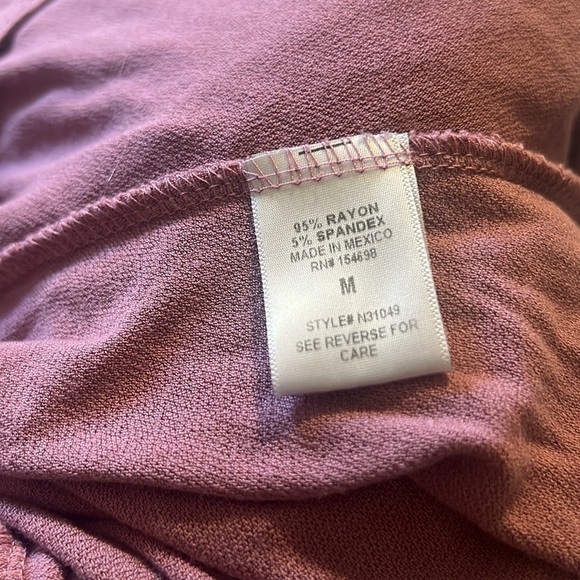 95% RAYON
5% SPANDEX
MADE IN MEXICO
RN# 154698
M
STYLE# N31049
SEE REVERSE FOR
CARE